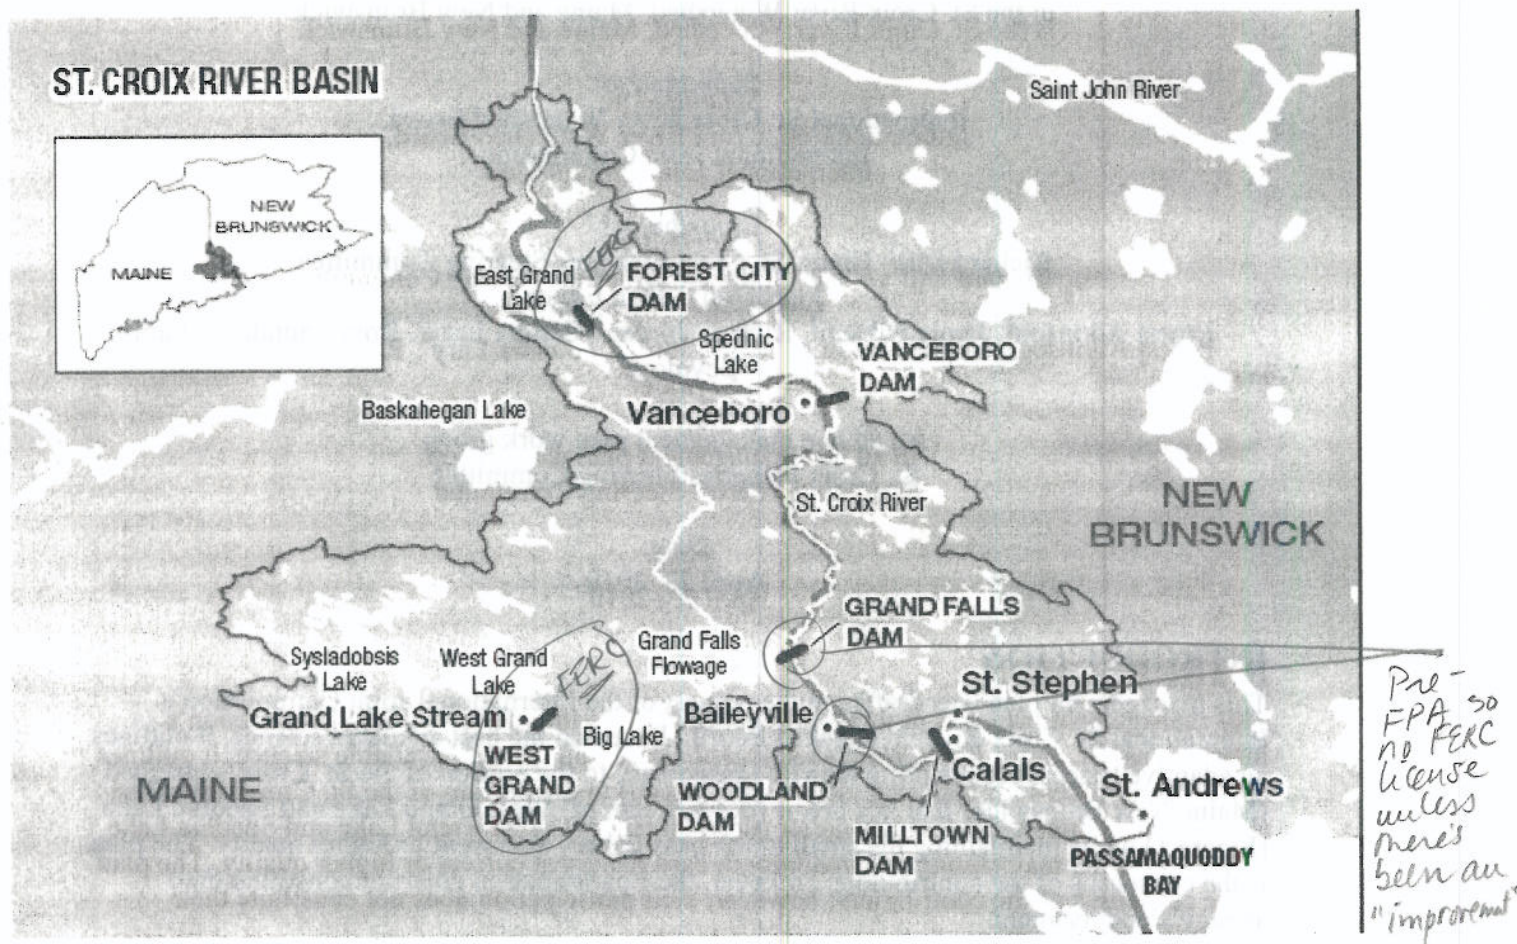 ST. CROIX RIVER BASIN
Saint John River
NEW
BRUNSWICK
MAINE
East Grand
Lake
FERC
FOREST CITY
DAM
Spednic
Lake
VANCEBORO
DAM
Vanceboro
Baskahegan Lake
St. Croix River
NEW
BRUNSWICK
GRAND FALLS
DAM
Grand Falls
Flowage
Sysladobsis
Lake
West Grand
Lake
FERC
Grand Lake Stream
Big Lake
WEST
GRAND
DAM
St. Stephen
Baileyville
WOODLAND
DAM
Calais
MILLTOWN
DAM
St. Andrews
PASSAMAQUODDY
BAY
MAINE
Pre-
FPA so
no FERC
license
unless
there's
been an
"improvemt"